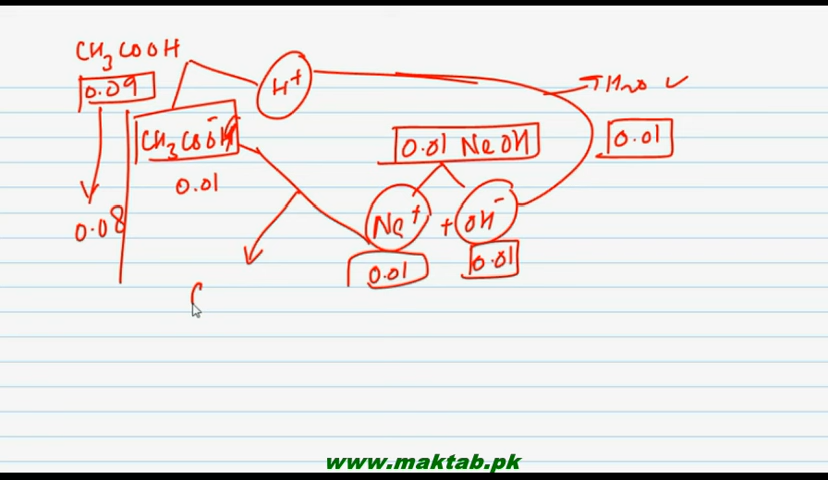 CH3COOH
0.09
H+
H2O ✓
0.01
CH3COO-
0.01
0.01 NaOH
0.08
Na+ + OH-
0.01
0.01
C
www.maktab.pk